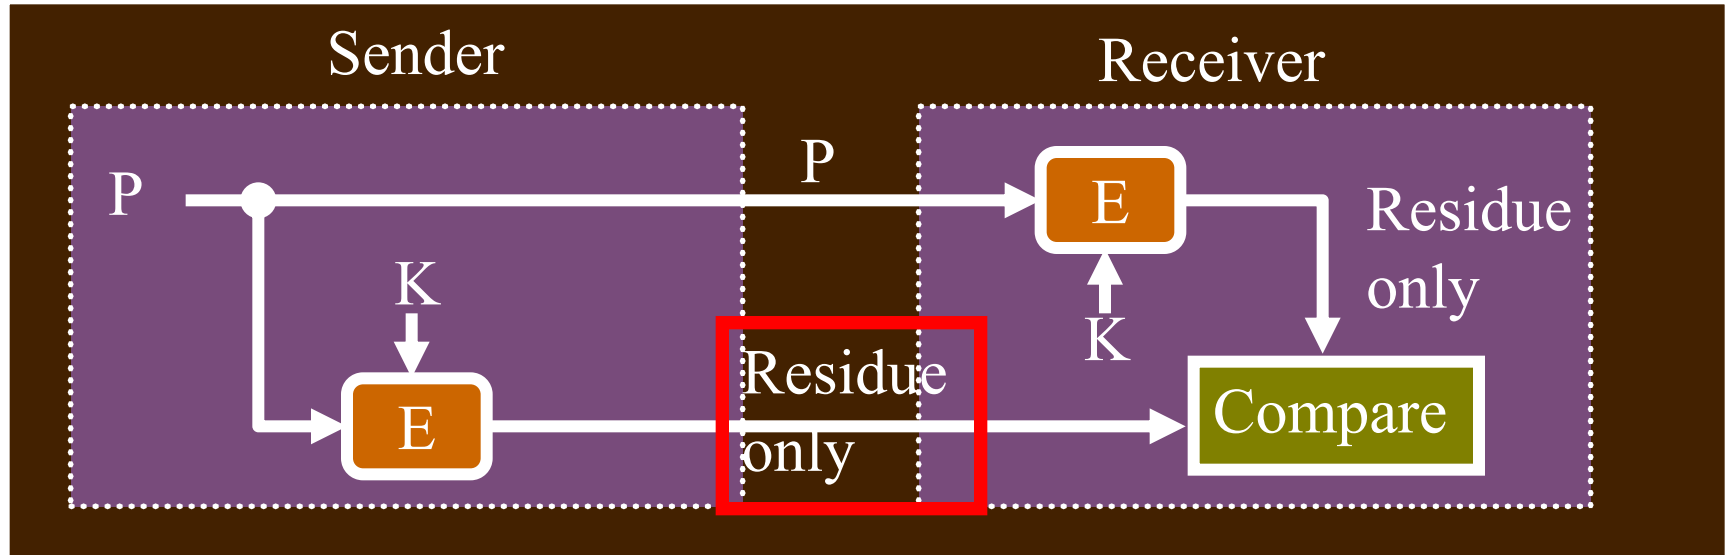 Sender
Receiver
P
P
E
Residue
only
K
K
Residue
only
E
Compare